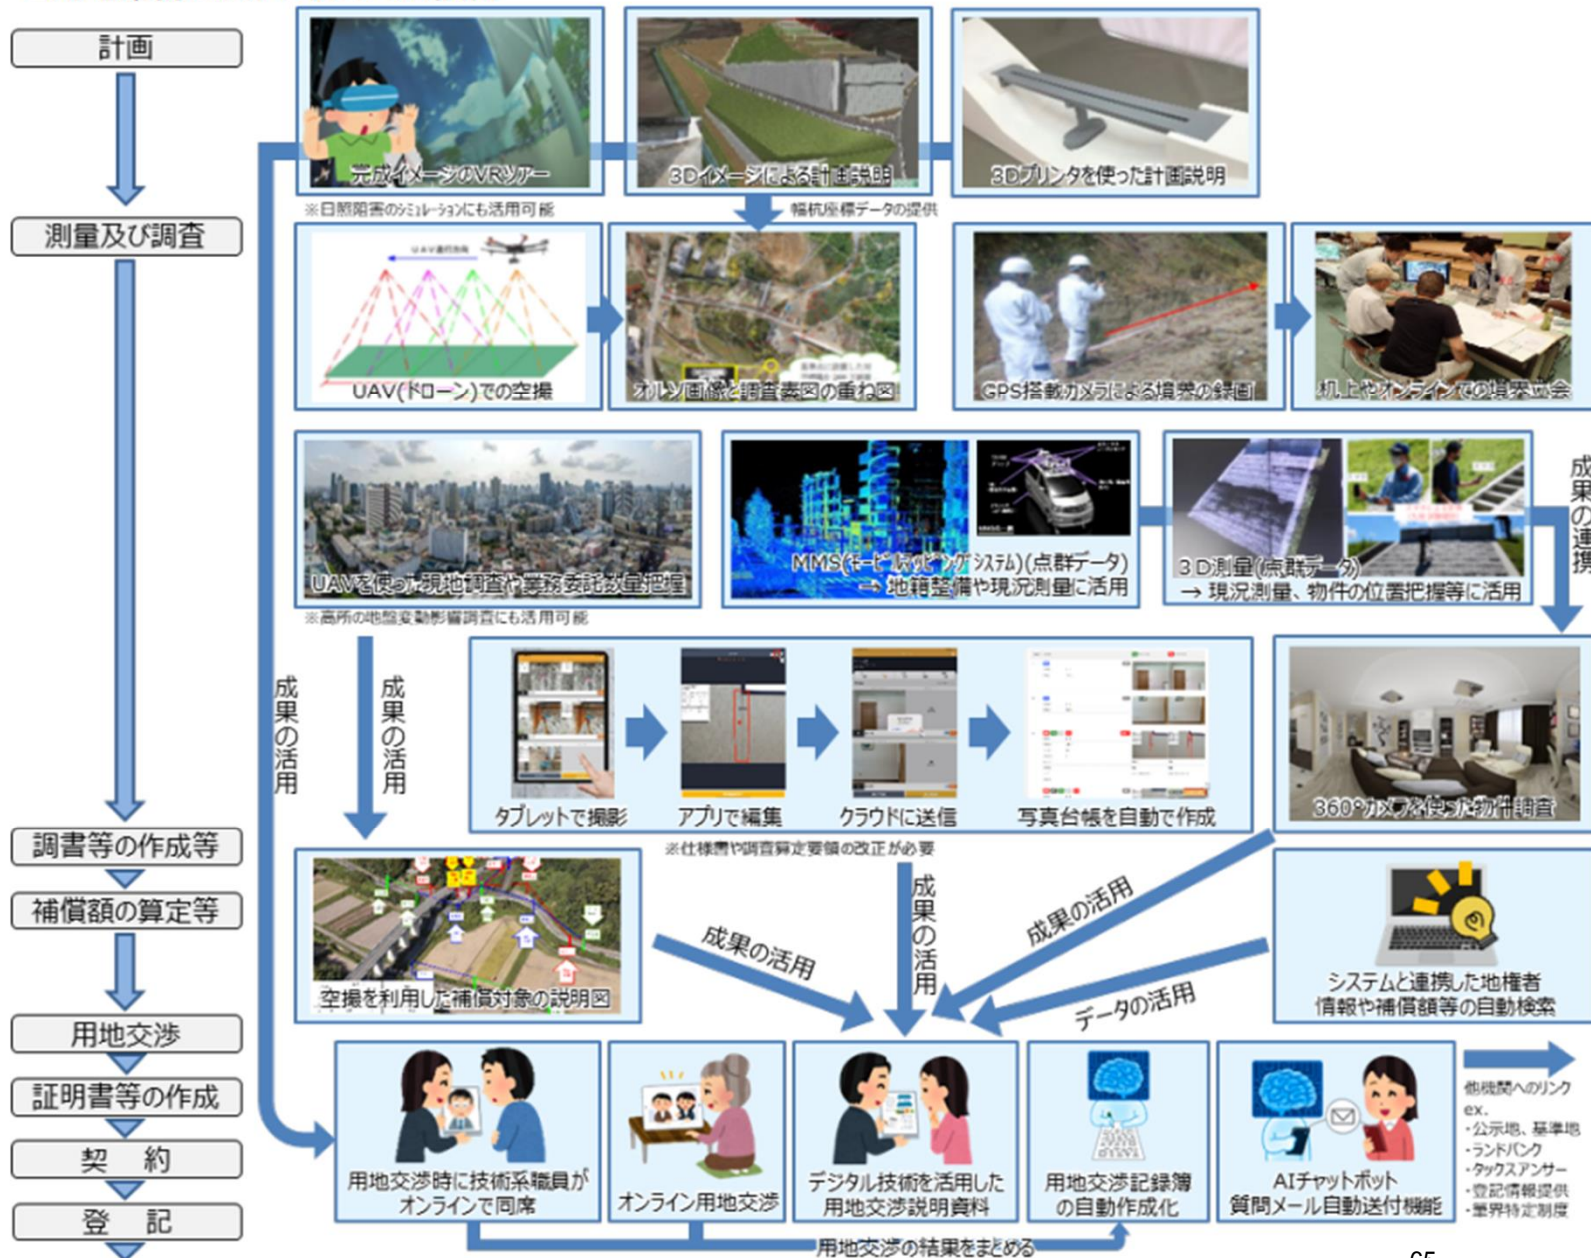 計画
測量及び調査
調書等の作成等
補償額の算定等
用地交渉
証明書等の作成
契　約
登　記
完成イメージのVRツアー
※日照阻害のシミュレーションにも活用可能
3Dイメージによる計画説明
3Dプリンタを使った計画説明
幅杭座標データの提供
UAV(ドローン)での空撮
オルソ画像と調査素図の重ね図
GPS搭載カメラによる境界の録画
机上やオンラインでの境界立会
UAVを使った現地調査や業務委託数量把握
※高所の地盤変動影響調査にも活用可能
MMS(モービルマッピングシステム)(点群データ)
→ 地籍整備や現況測量に活用
3D測量(点群データ)
→ 現況測量、物件の位置把握等に活用
成果の連携
成果の活用
成果の活用
タブレットで撮影
アプリで編集
クラウドに送信
写真台帳を自動で作成
※仕様書や調査算定要領の改正が必要
360°カメラを使った物件調査
空撮を利用した補償対象の説明図
成果の活用
成果の活用
成果の活用
データの活用
システムと連携した地権者
情報や補償額等の自動検索
用地交渉時に技術系職員が
オンラインで同席
オンライン用地交渉
デジタル技術を活用した
用地交渉説明資料
用地交渉記録簿
の自動作成化
AIチャットボット
質問メール自動送付機能
他機関へのリンク
ex.
・公示地、基準地
・ランドバンク
・タックスアンサー
・登記情報提供
・筆界特定制度
用地交渉の結果をまとめる